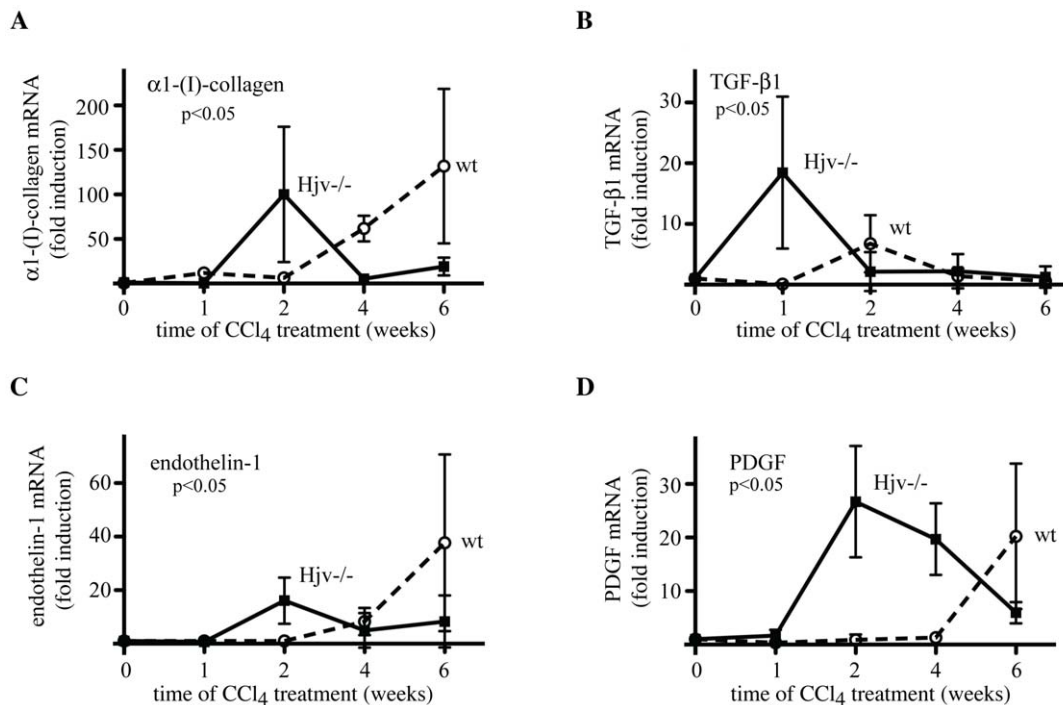 A
α1-(I)-collagen mRNA
(fold induction)
α1-(I)-collagen
p<0.05
200
150
100
50
Hjv-/-
wt
0 1 2 4 6
time of CCl4 treatment (weeks)
B
TGF-β1 mRNA
(fold induction)
TGF-β1
p<0.05
30
20
10
Hjv-/-
wt
0 1 2 4 6
time of CCl4 treatment (weeks)
C
endothelin-1 mRNA
(fold induction)
endothelin-1
p<0.05
60
40
20
Hjv-/-
wt
0 1 2 4 6
time of CCl4 treatment (weeks)
D
PDGF mRNA
(fold induction)
PDGF
p<0.05
30
20
10
Hjv-/-
wt
0 1 2 4 6
time of CCl4 treatment (weeks)